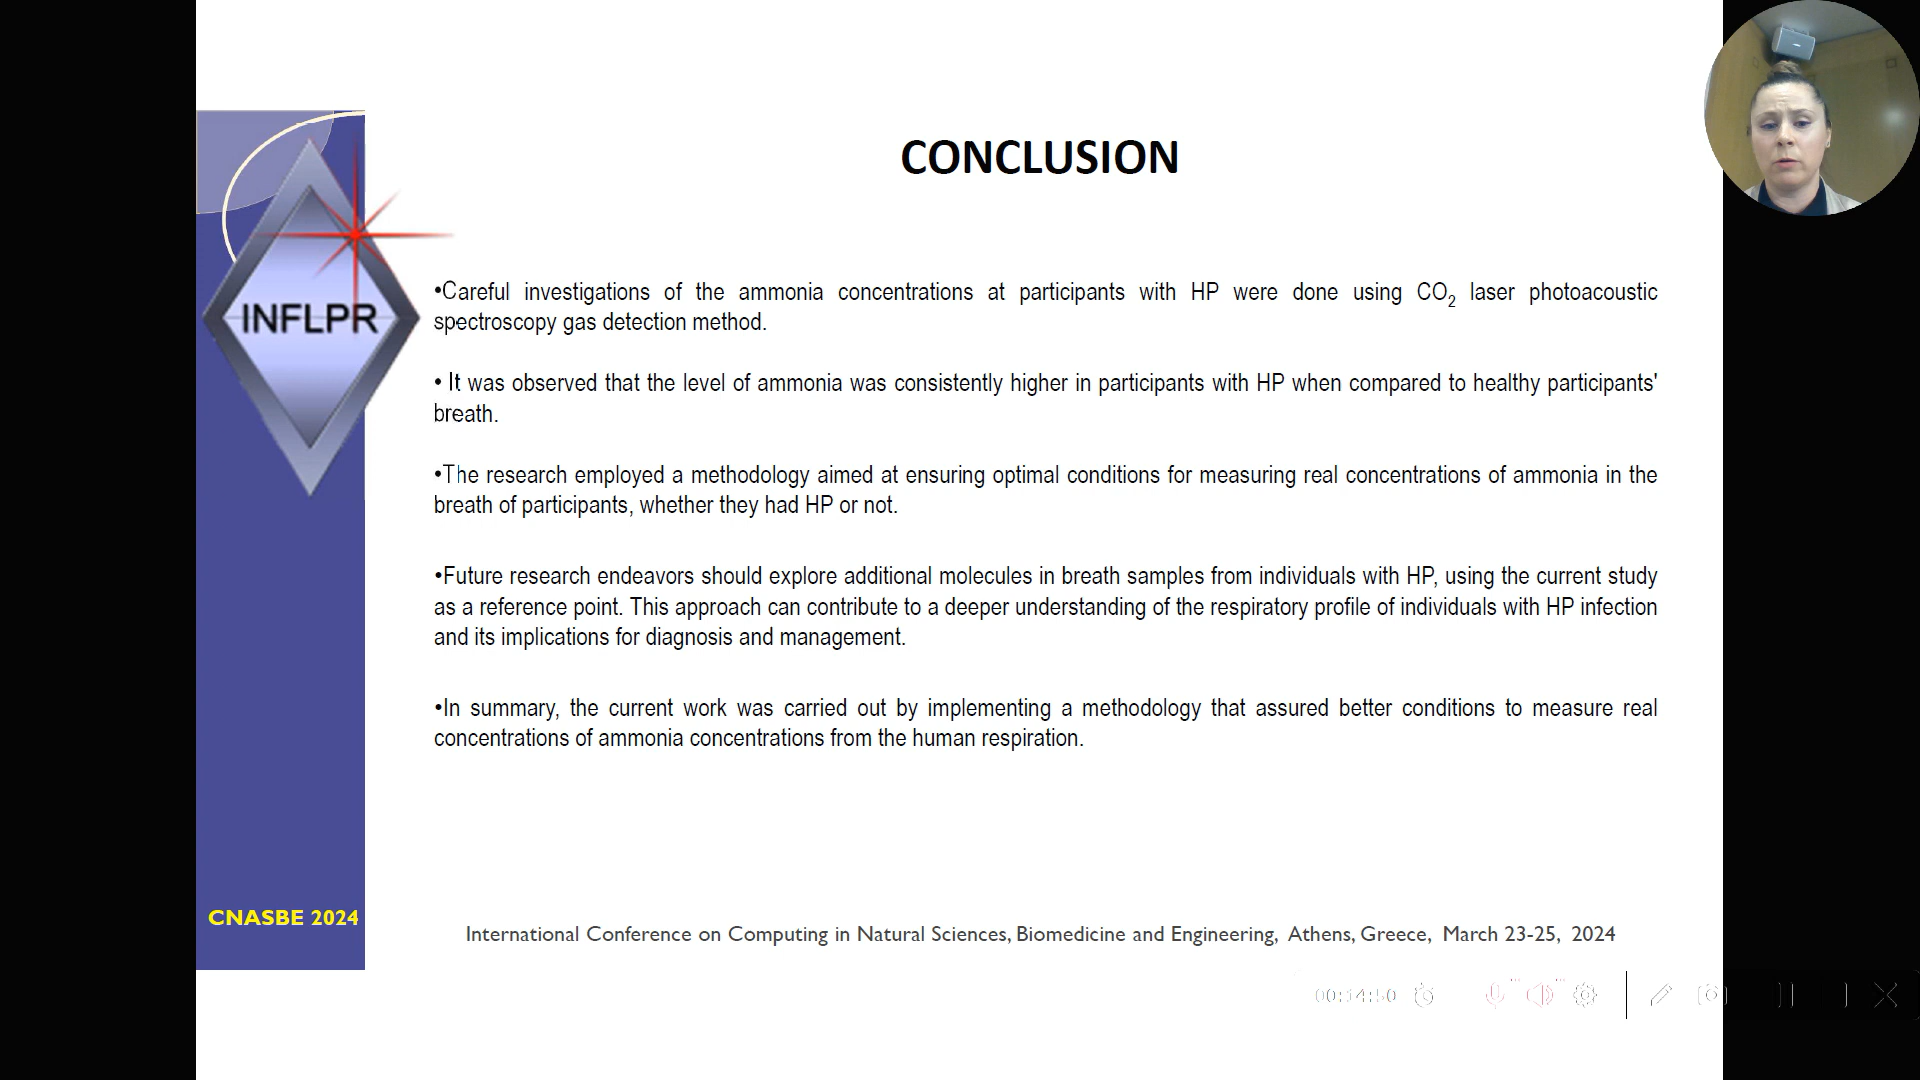 CONCLUSION
INFLPR
•Careful investigations of the ammonia concentrations at participants with HP were done using CO2 laser photoacoustic
spectroscopy gas detection method.
• It was observed that the level of ammonia was consistently higher in participants with HP when compared to healthy participants'
breath.
•The research employed a methodology aimed at ensuring optimal conditions for measuring real concentrations of ammonia in the
breath of participants, whether they had HP or not.
•Future research endeavors should explore additional molecules in breath samples from individuals with HP, using the current study
as a reference point. This approach can contribute to a deeper understanding of the respiratory profile of individuals with HP infection
and its implications for diagnosis and management.
•In summary, the current work was carried out by implementing a methodology that assured better conditions to measure real
concentrations of ammonia concentrations from the human respiration.
CNASBE 2024
International Conference on Computing in Natural Sciences, Biomedicine and Engineering, Athens, Greece, March 23-25, 2024
00:14:50